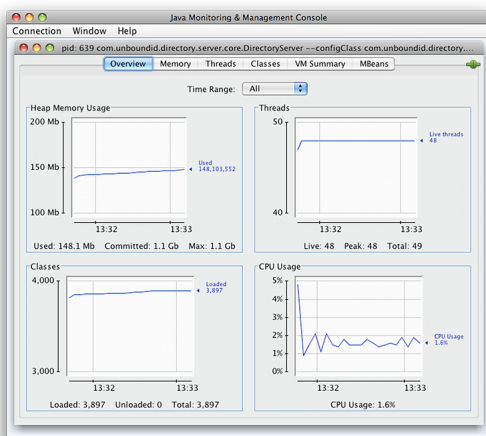 Java Monitoring & Management Console
Connection Window Help
pid: 639 com.unboundid.directory.server.core.DirectoryServer --configClass com.unboundid.directory....
Overview Memory Threads Classes VM Summary MBeans
Time Range: All
Heap Memory Usage
200 Mb
150 Mb
100 Mb
Used
148,103,552
13:32 13:33
Used: 148.1 Mb Committed: 1.1 Gb Max: 1.1 Gb
Threads
50
40
Live threads
48
13:32 13:33
Live: 48 Peak: 48 Total: 49
Classes
4,000
3,000
Loaded
3,897
13:32 13:33
Loaded: 3,897 Unloaded: 0 Total: 3,897
CPU Usage
5%
4%
3%
2%
1%
0%
CPU Usage
1.6%
13:32 13:33
CPU Usage: 1.6%